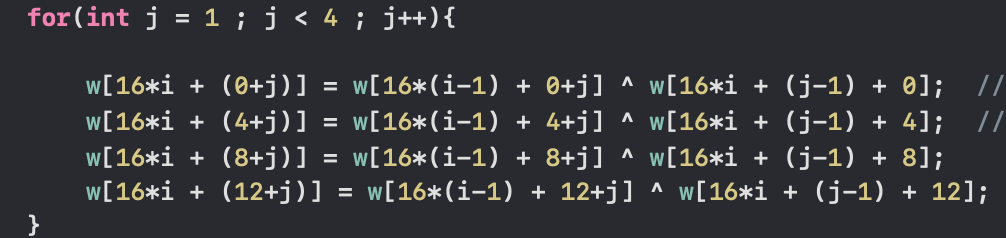 for(int j = 1 ; j < 4 ; j++){
w[16*i + (0+j)] = w[16*(i-1) + 0+j] ^ w[16*i + (j-1) + 0]; //
w[16*i + (4+j)] = w[16*(i-1) + 4+j] ^ w[16*i + (j-1) + 4]; //
w[16*i + (8+j)] = w[16*(i-1) + 8+j] ^ w[16*i + (j-1) + 8];
w[16*i + (12+j)] = w[16*(i-1) + 12+j] ^ w[16*i + (j-1) + 12];
}